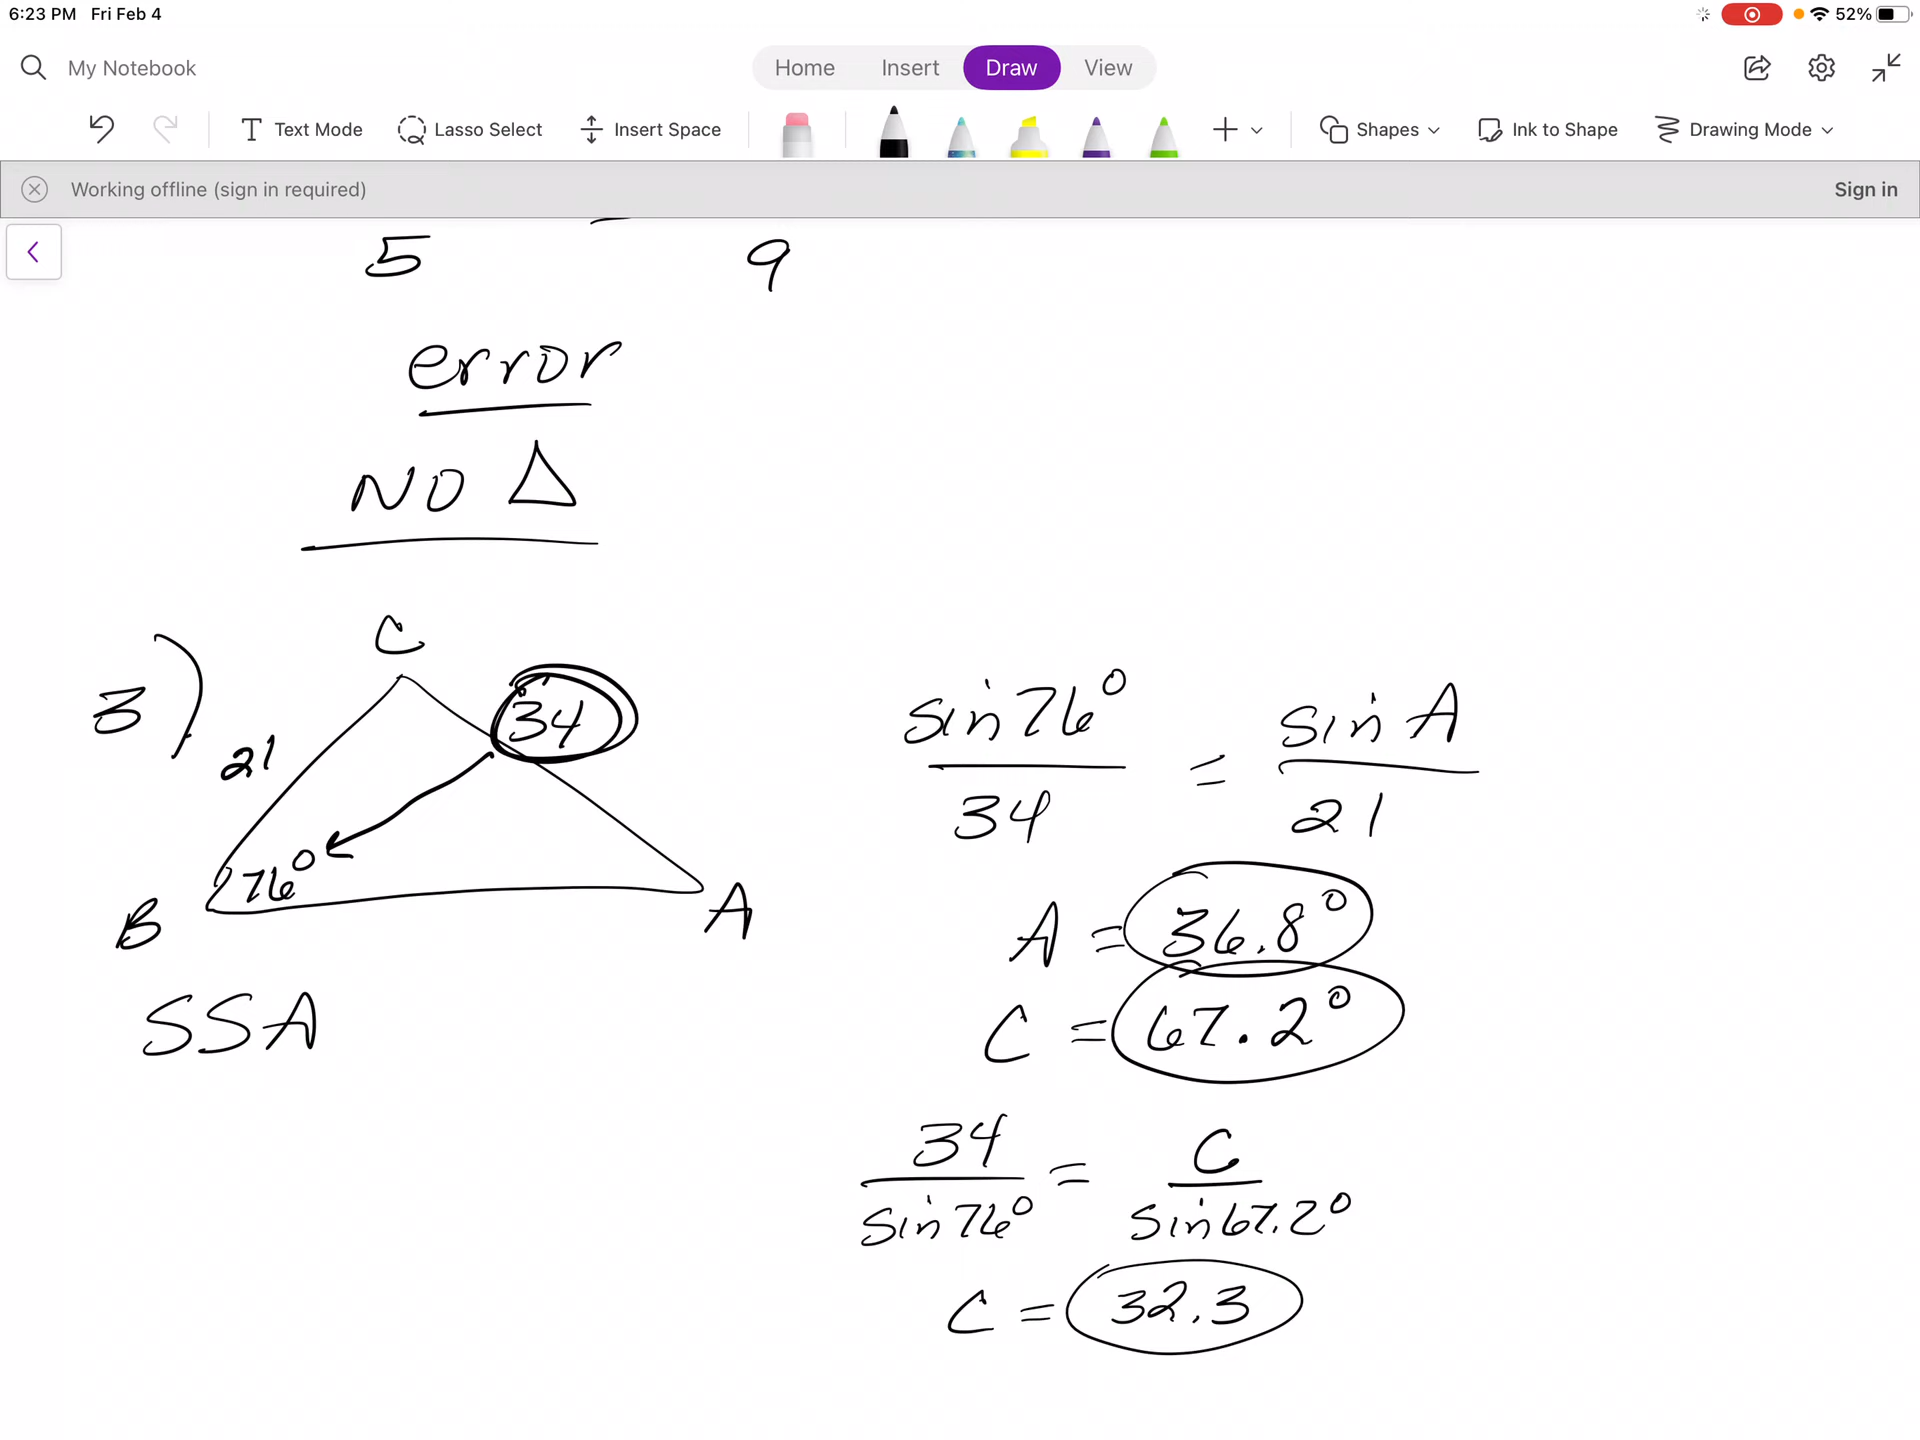 6:23 PM Fri Feb 4
52%
My Notebook
Home Insert Draw View
Text Mode Lasso Select Insert Space Shapes Ink to Shape Drawing Mode
Working offline (sign in required) Sign in
5 9
error
NO Δ
3)
C
21
34
76°
B
A
SSA
sin 76° / 34 = sin A / 21
A = 36.8°
C = 67.2°
34 / sin 76° = C / sin 67.2°
C = 32.3